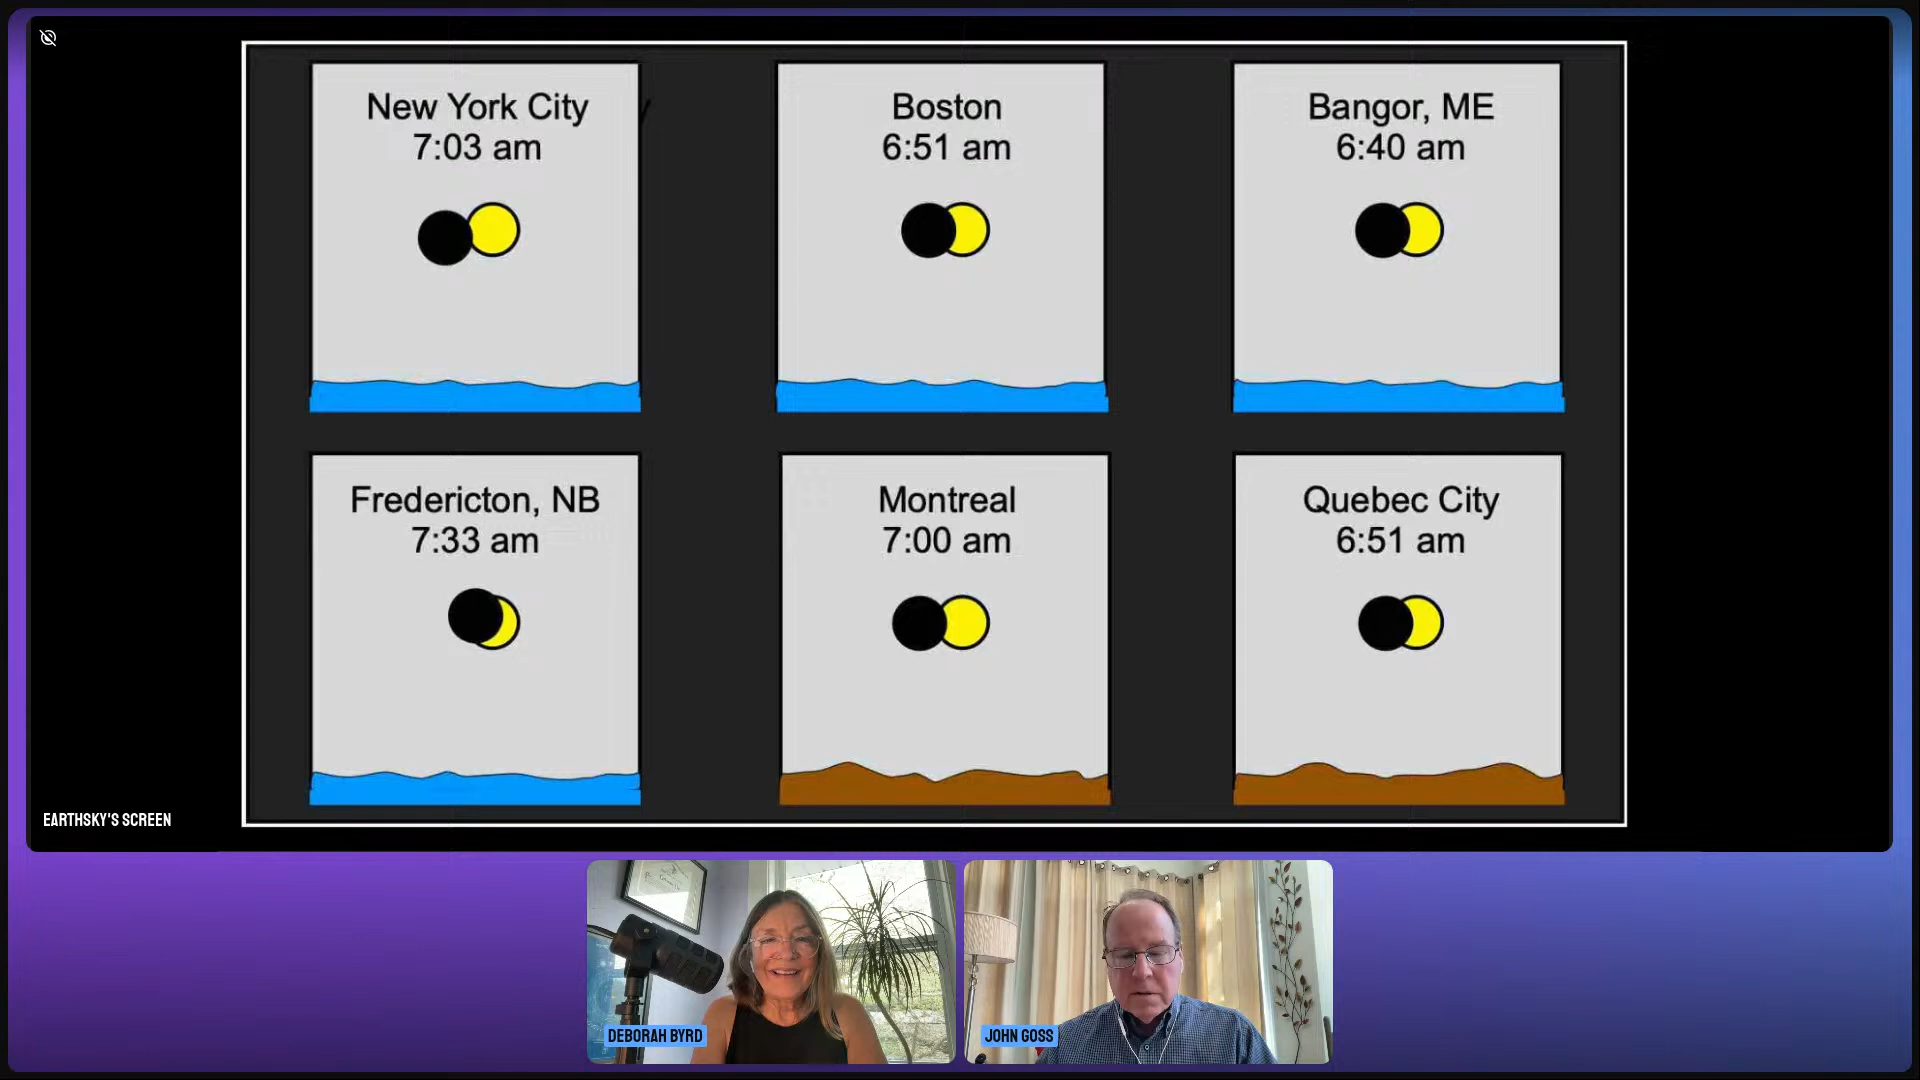 New York City
7:03 am
Boston
6:51 am
Bangor, ME
6:40 am
Fredericton, NB
7:33 am
Montreal
7:00 am
Quebec City
6:51 am
EARTHSKY'S SCREEN
DEBORAH BYRD
JOHN GOSS